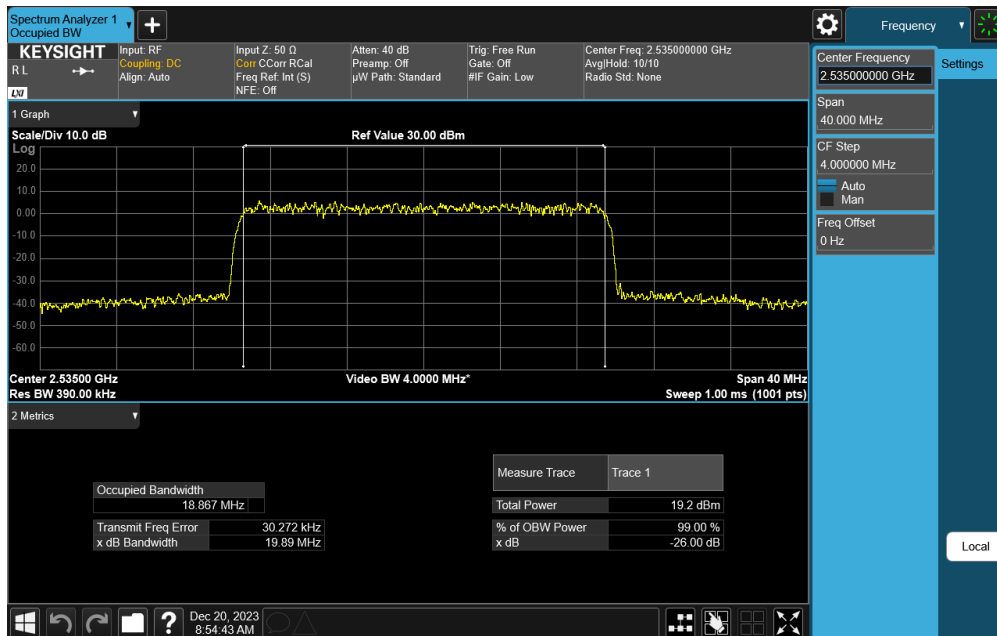 Spectrum Analyzer 1
Occupied BW
Frequency
KEYSIGHT
R L
LXI
Input: RF
Coupling: DC
Align: Auto
Input Z: 50 Ω
Corr CCorr RCal
Freq Ref: Int (S)
NFE: Off
Atten: 40 dB
Preamp: Off
µW Path: Standard
Trig: Free Run
Gate: Off
#IF Gain: Low
Center Freq: 2.535000000 GHz
Avg|Hold: 10/10
Radio Std: None
Center Frequency
2.535000000 GHz
Settings
Span
40.000 MHz
CF Step
4.000000 MHz
Auto
Man
Freq Offset
0 Hz
1 Graph
Scale/Div 10.0 dB
Ref Value 30.00 dBm
Log
20.0
10.0
0.00
-10.0
-20.0
-30.0
-40.0
-50.0
-60.0
Center 2.53500 GHz
Video BW 4.0000 MHz*
Span 40 MHz
Res BW 390.00 kHz
Sweep 1.00 ms (1001 pts)
2 Metrics
Measure Trace Trace 1
Occupied Bandwidth
18.867 MHz
Total Power 19.2 dBm
Transmit Freq Error 30.272 kHz
% of OBW Power 99.00 %
x dB Bandwidth 19.89 MHz
x dB -26.00 dB
Local
?
Dec 20, 2023
8:54:43 AM